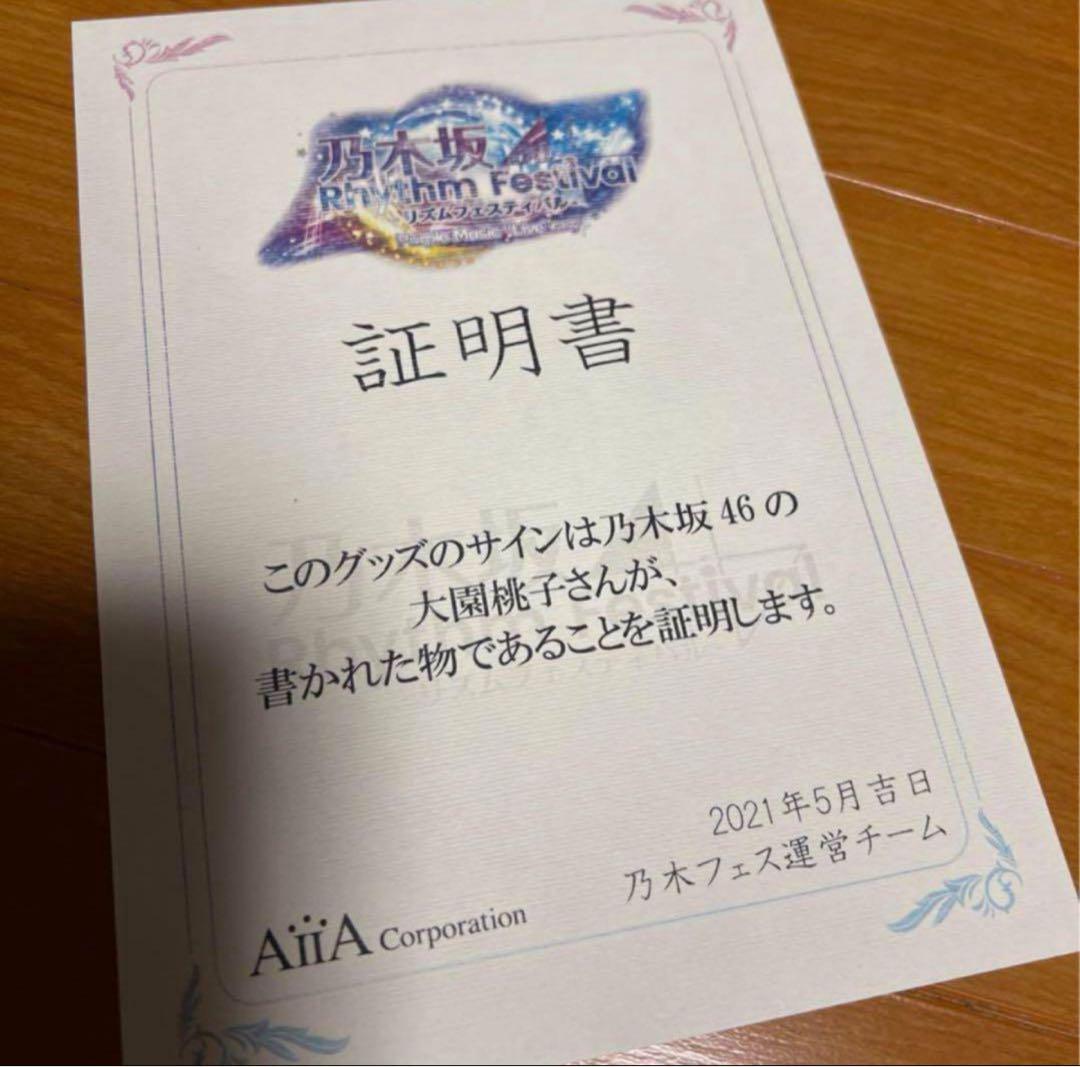 乃木坂46
Rhythm Festival
リズムフェスティバル
証明書
このグッズのサインは乃木坂46の
大園桃子さんが、
書かれた物であることを証明します。
2021年5月吉日
乃木フェス運営チーム
AiiA Corporation